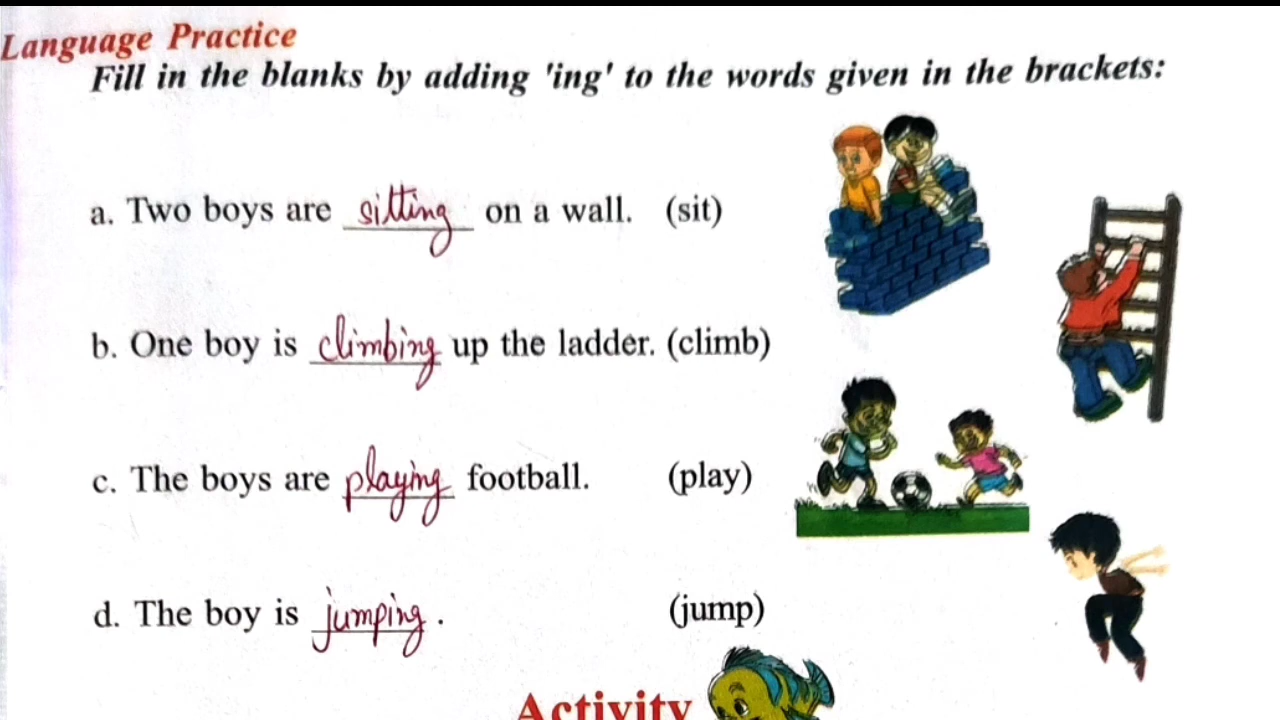 Language Practice
Fill in the blanks by adding 'ing' to the words given in the brackets:
a. Two boys are sitting on a wall. (sit)
b. One boy is climbing up the ladder. (climb)
c. The boys are playing football. (play)
d. The boy is jumping. (jump)
Activity